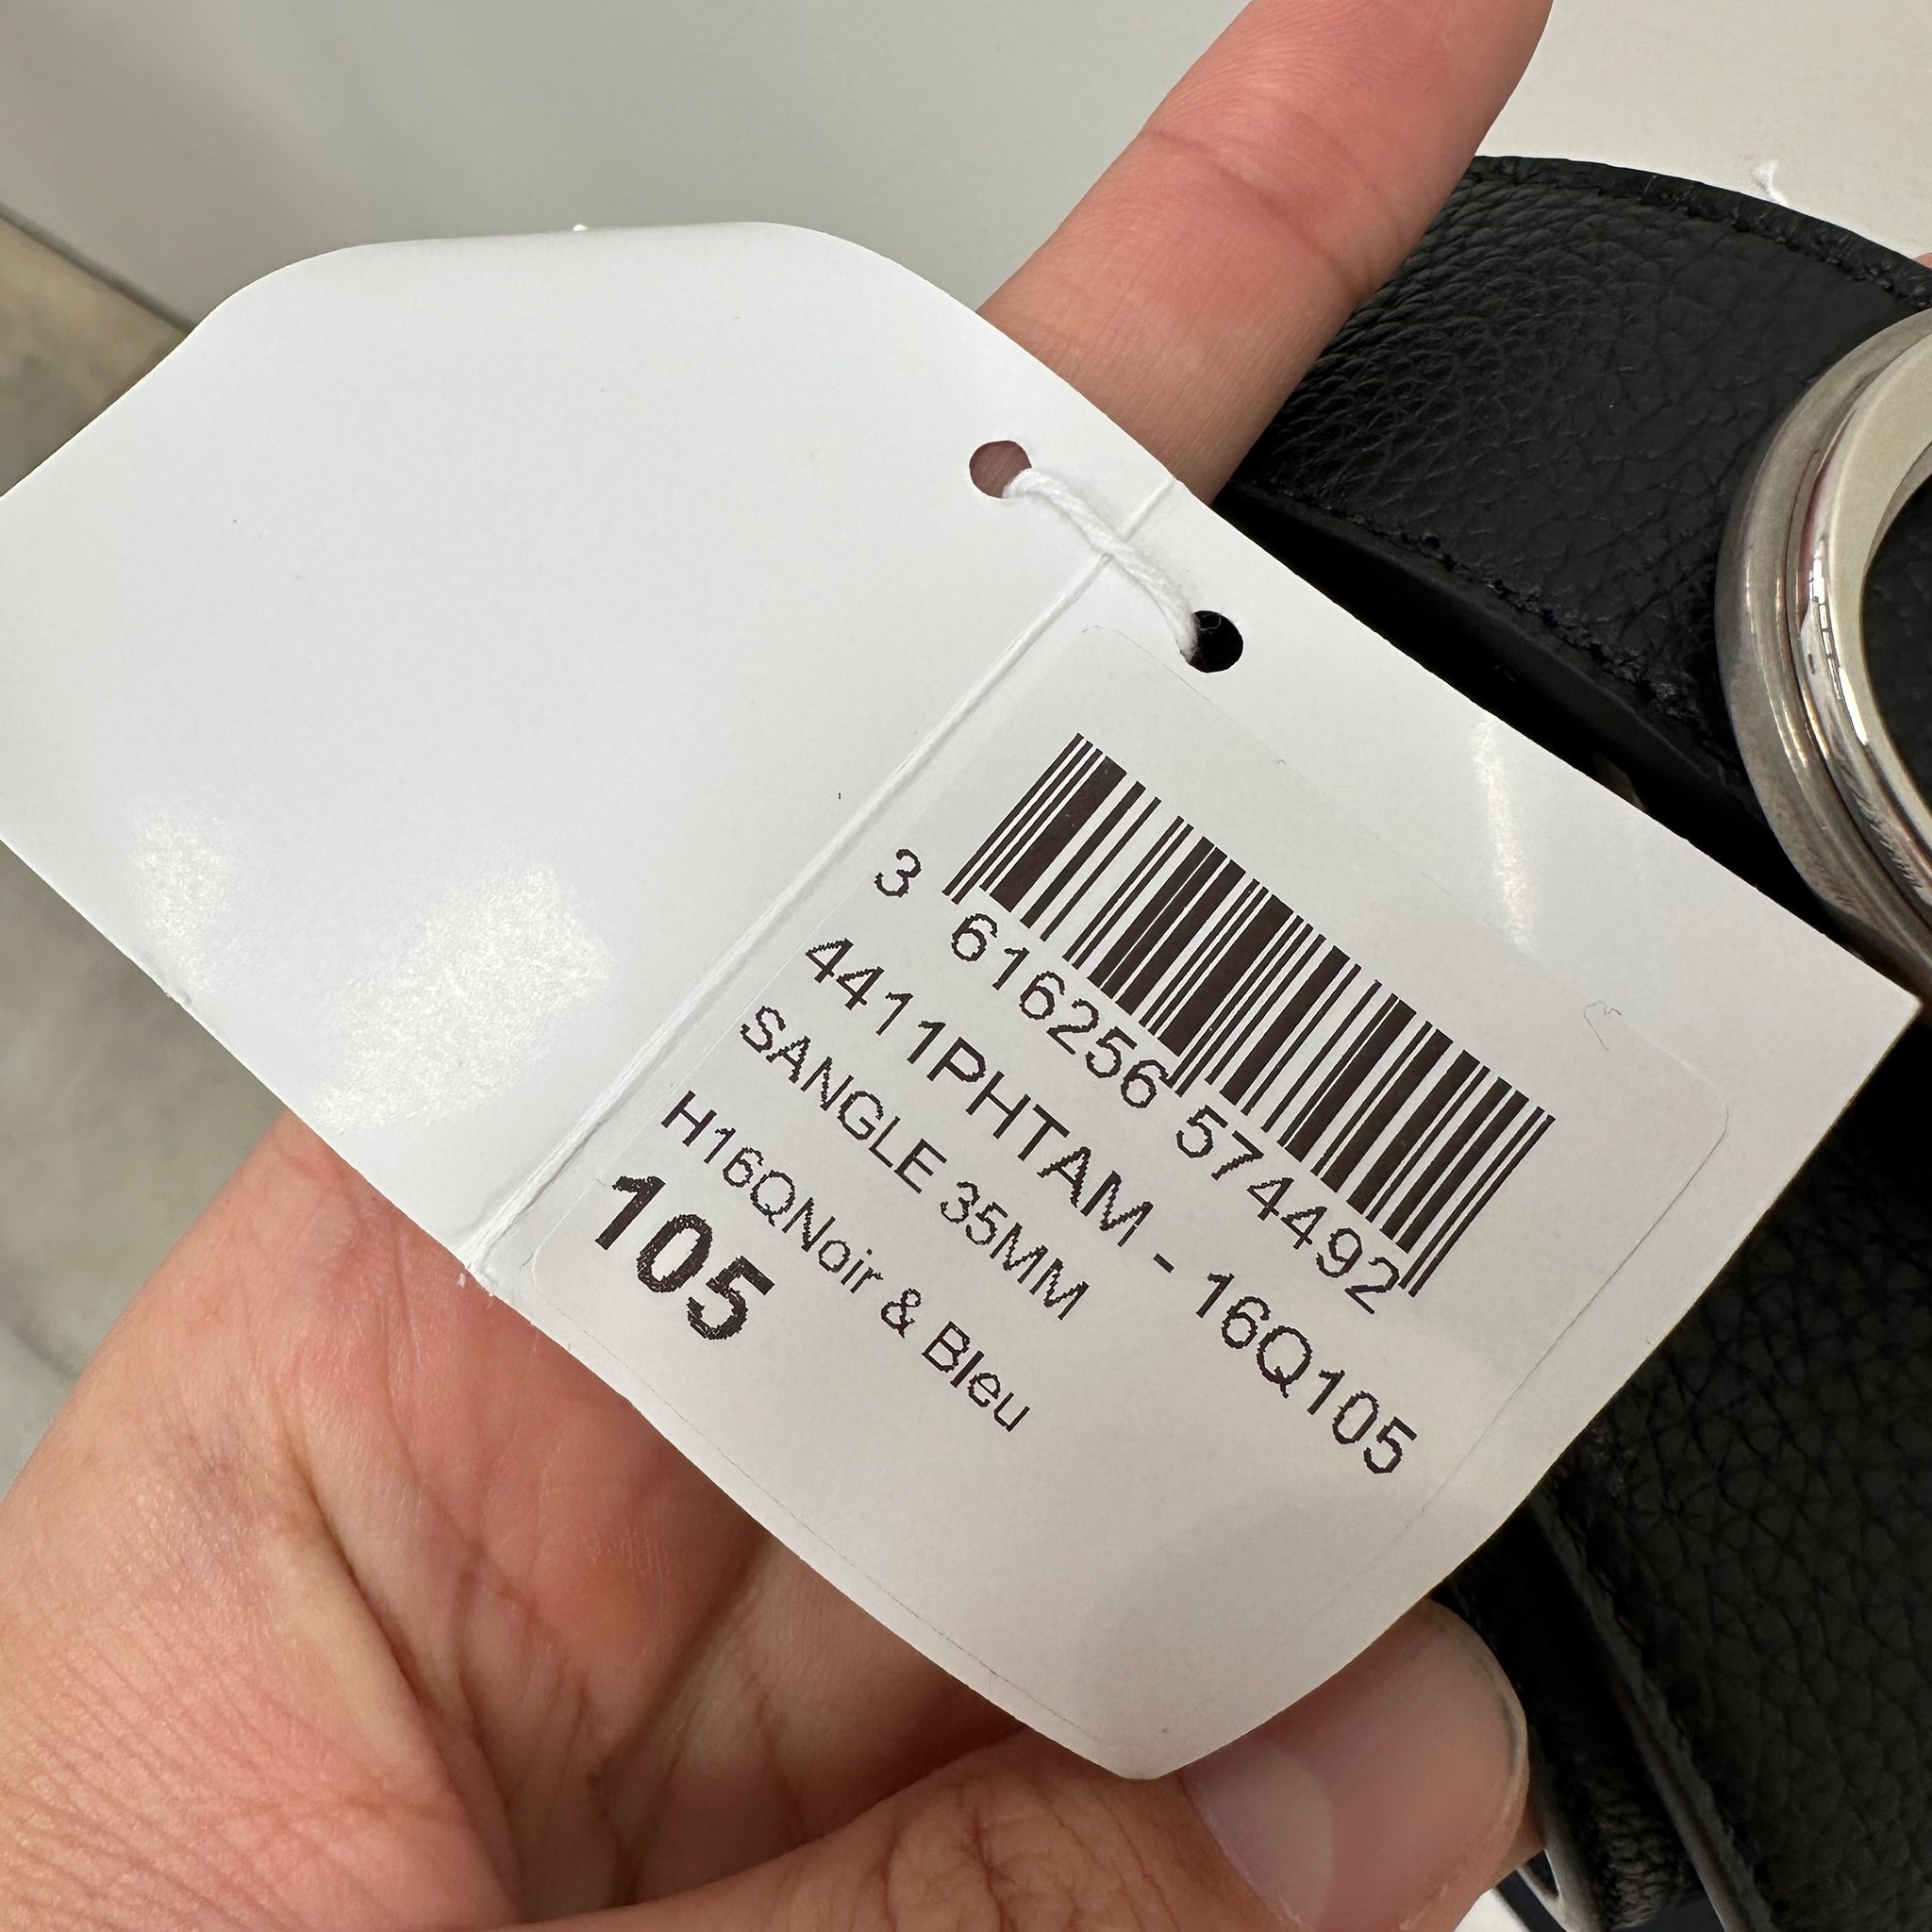 3 616256 574492
4411PHTAM - 16Q105
SANGLE 35MM
H16QNoir & Bleu
105